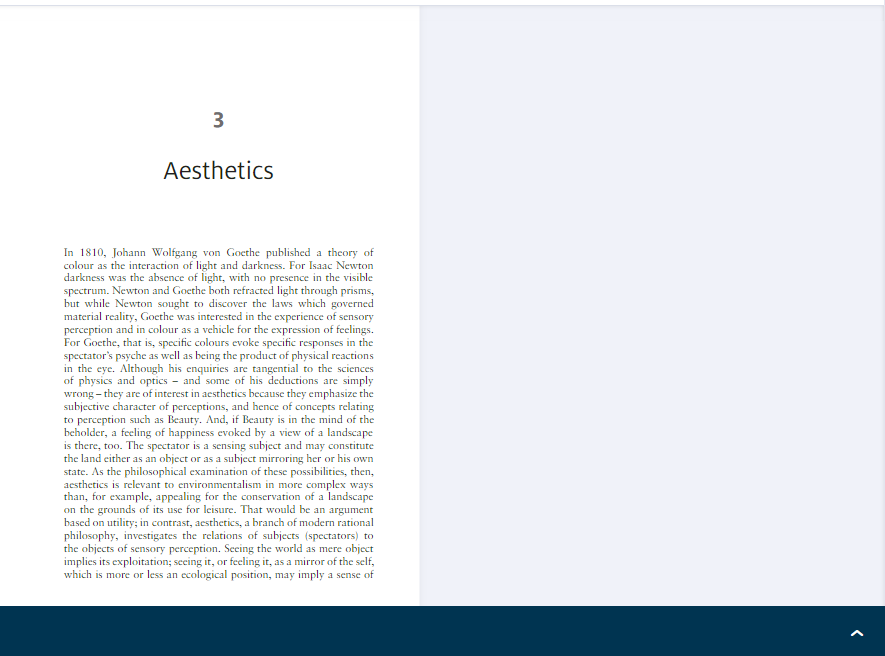 3
Aesthetics
In 1810, Johann Wolfgang von Goethe published a theory of
colour as the interaction of light and darkness. For Isaac Newton
darkness was the absence of light, with no presence in the visible
spectrum. Newton and Goethe both refracted light through prisms,
but while Newton sought to discover the laws which governed
material reality, Goethe was interested in the experience of sensory
perception and in colour as a vehicle for the expression of feelings.
For Goethe, that is, specific colours evoke specific responses in the
spectator's psyche as well as being the product of physical reactions
in the eye. Although his enquiries are tangential to the sciences
of physics and optics – and some of his deductions are simply
wrong – they are of interest in aesthetics because they emphasize the
subjective character of perceptions, and hence of concepts relating
to perception such as Beauty. And, if Beauty is in the mind of the
beholder, a feeling of happiness evoked by a view of a landscape
is there, too. The spectator is a sensing subject and may constitute
the land either as an object or as a subject mirroring her or his own
state. As the philosophical examination of these possibilities, then,
aesthetics is relevant to environmentalism in more complex ways
than, for example, appealing for the conservation of a landscape
on the grounds of its use for leisure. That would be an argument
based on utility; in contrast, aesthetics, a branch of modern rational
philosophy, investigates the relations of subjects (spectators) to
the objects of sensory perception. Seeing the world as mere object
implies its exploitation; seeing it, or feeling it, as a mirror of the self,
which is more or less an ecological position, may imply a sense of